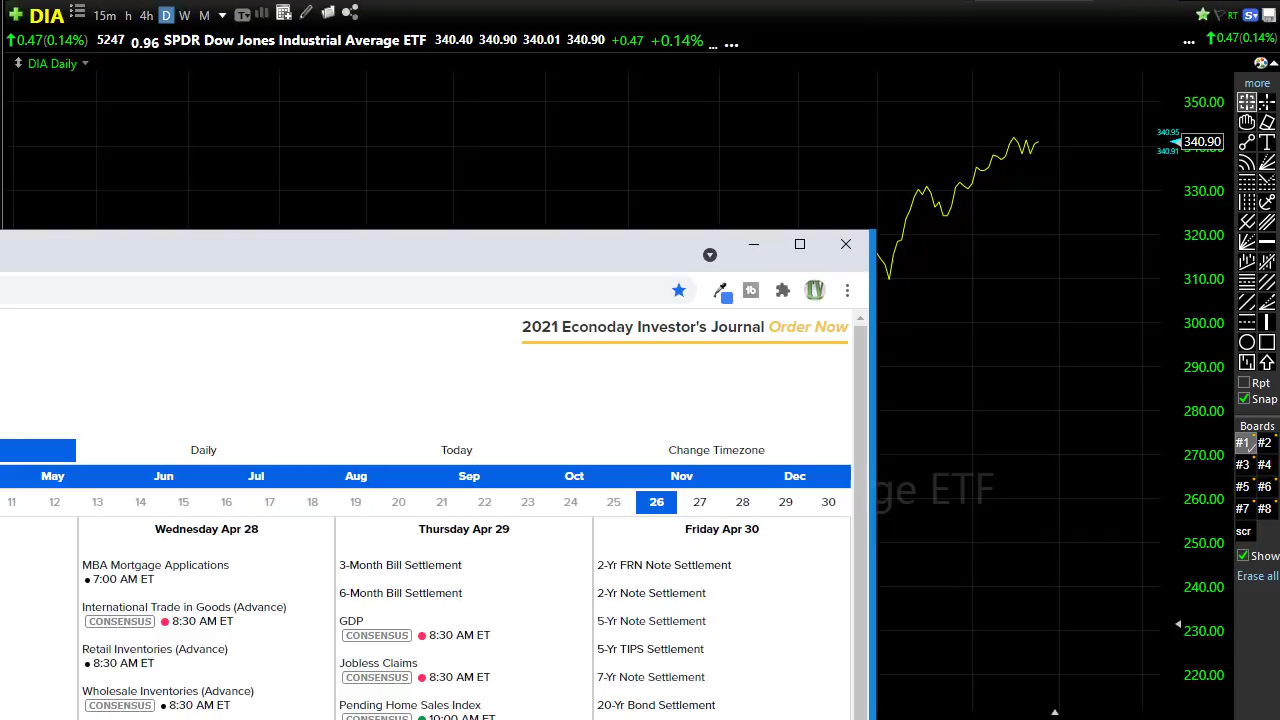 DIA 15m h 4h D W M T
0.47(0.14%) 5247 0.96 SPDR Dow Jones Industrial Average ETF 340.40 340.90 340.01 340.90 +0.47 +0.14% ... ... ... 0.47(0.14%)
RT S
DIA Daily
more
350.00
340.95
340.90
340.91
330.00
320.00
310.00
300.00
290.00
280.00
270.00
260.00
250.00
240.00
230.00
220.00
T
Rpt
Snap
Boards
#1 #2
#3 #4
#5 #6
#7 #8
scr
Show
Erase all
ge ETF
2021 Econoday Investor's Journal Order Now
Daily Today Change Timezone
May Jun Jul Aug Sep Oct Nov Dec
11 12 13 14 15 16 17 18 19 20 21 22 23 24 25 26 27 28 29 30
Wednesday Apr 28
MBA Mortgage Applications
7:00 AM ET
International Trade in Goods (Advance)
CONSENSUS 8:30 AM ET
Retail Inventories (Advance)
8:30 AM ET
Wholesale Inventories (Advance)
CONSENSUS 8:30 AM ET
Thursday Apr 29
3-Month Bill Settlement
6-Month Bill Settlement
GDP
CONSENSUS 8:30 AM ET
Jobless Claims
CONSENSUS 8:30 AM ET
Pending Home Sales Index
CONSENSUS 10:00 AM ET
Friday Apr 30
2-Yr FRN Note Settlement
2-Yr Note Settlement
5-Yr Note Settlement
5-Yr TIPS Settlement
7-Yr Note Settlement
20-Yr Bond Settlement